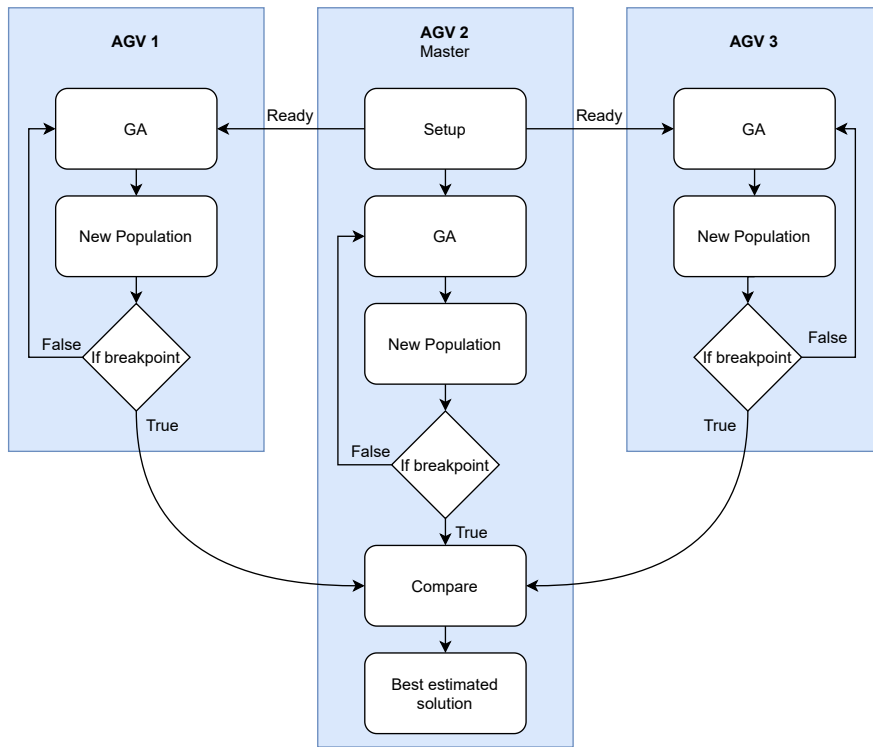 AGV 1
AGV 2
Master
AGV 3
Ready
Ready
GA
Setup
GA
New Population
GA
New Population
If breakpoint
False
New Population
If breakpoint
False
True
If breakpoint
False
True
True
Compare
Best estimated
solution